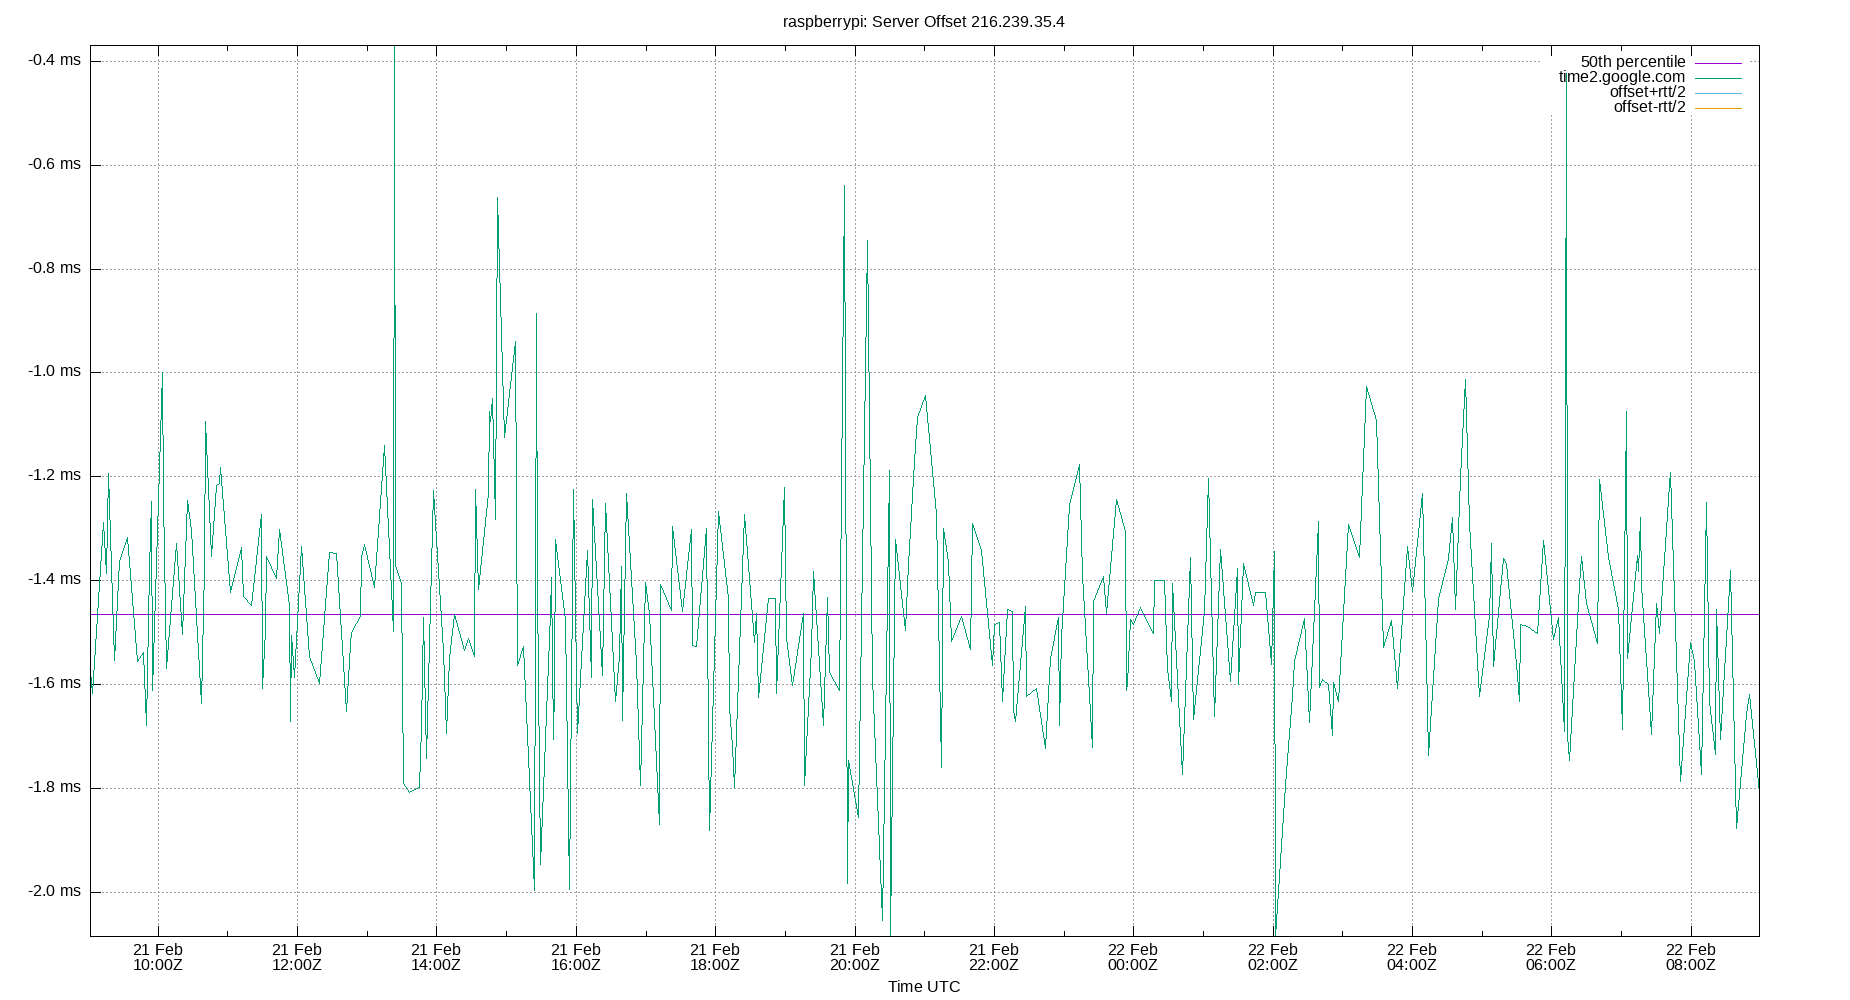 raspberrypi: Server Offset 216.239.35.4
-0.4 ms
-0.6 ms
-0.8 ms
-1.0 ms
-1.2 ms
-1.4 ms
-1.6 ms
-1.8 ms
-2.0 ms
50th percentile
time2.google.com
offset+rtt/2
offset-rtt/2
21 Feb 21 Feb 21 Feb 21 Feb 21 Feb 21 Feb 21 Feb 22 Feb 22 Feb 22 Feb 22 Feb 22 Feb
10:00Z 12:00Z 14:00Z 16:00Z 18:00Z 20:00Z 22:00Z 00:00Z 02:00Z 04:00Z 06:00Z 08:00Z
Time UTC